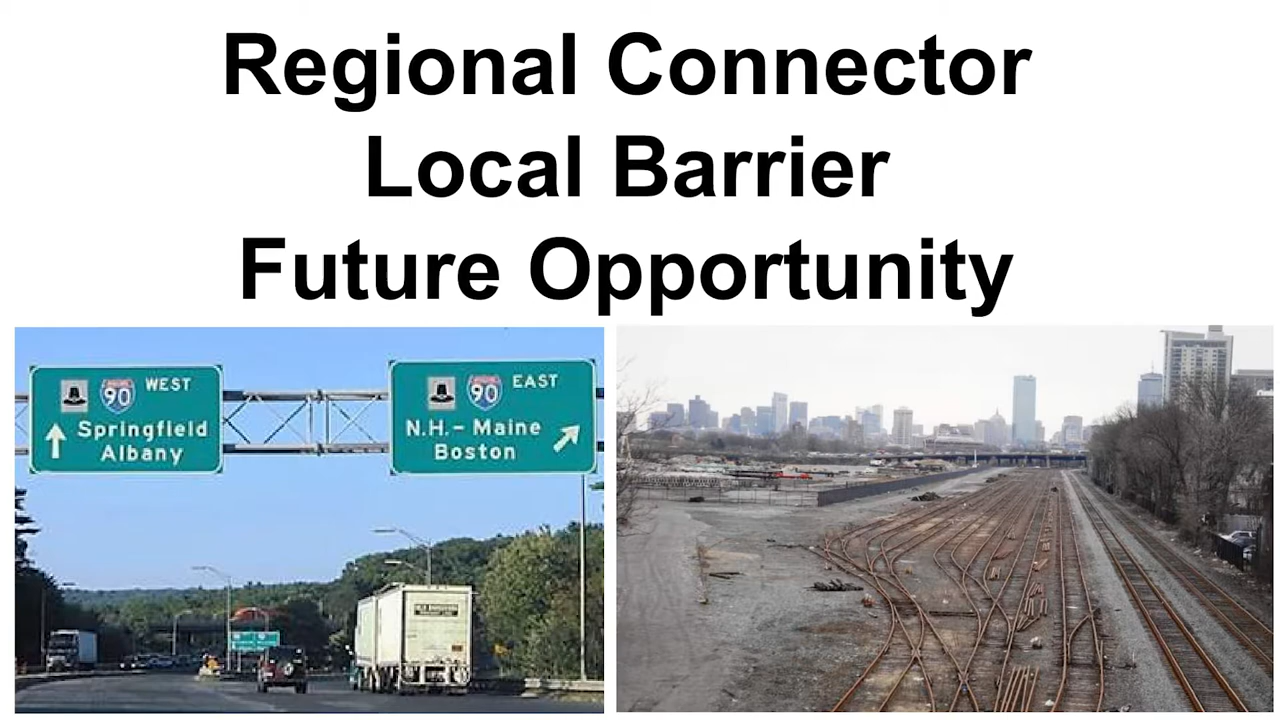 Regional Connector
Local Barrier
Future Opportunity
90 WEST
Springfield
Albany
90 EAST
N.H.- Maine
Boston